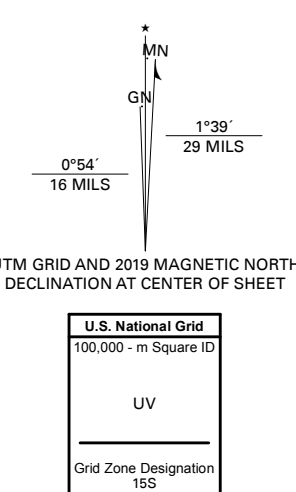 ★
MN
GN
1°39´
29 MILS
0°54´
16 MILS
UTM GRID AND 2019 MAGNETIC NORTH
DECLINATION AT CENTER OF SHEET
U.S. National Grid
100,000 - m Square ID
UV
Grid Zone Designation
15S